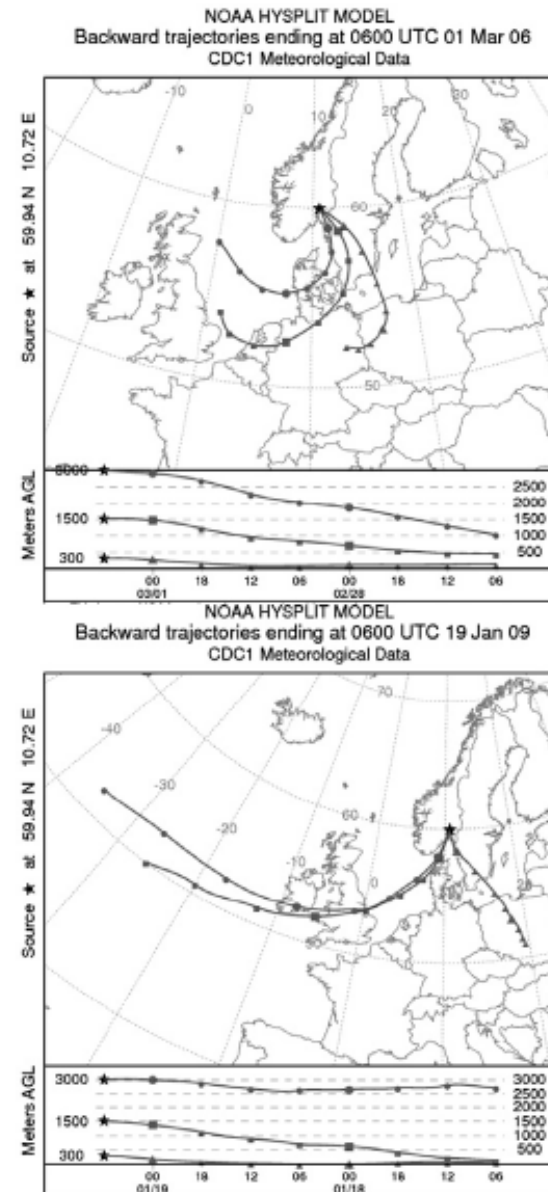 NOAA HYSPLIT MODEL
Backward trajectories ending at 0600 UTC 01 Mar 06
CDC1 Meteorological Data
Source ★ at 59.94 N 10.72 E
-10
0
10
20
30
60
50
Meters AGL
1500
300
2500
2000
1500
1000
500
00 18 12 06 00 18 12 06
03/01 02/28
NOAA HYSPLIT MODEL
Backward trajectories ending at 0600 UTC 19 Jan 09
CDC1 Meteorological Data
Source ★ at 59.94 N 10.72 E
70
-40
-30
-20
60
-10
0
Meters AGL
3000
1500
300
3000
2500
2000
1500
1000
500
00 18 12 06 00 18 12 06
01/19 01/18